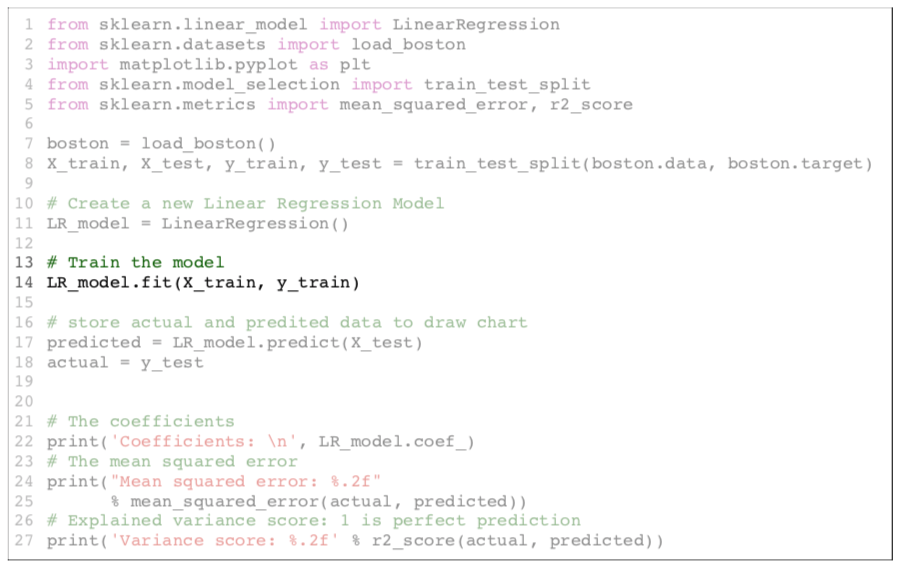 1 from sklearn.linear_model import LinearRegression
2 from sklearn.datasets import load_boston
3 import matplotlib.pyplot as plt
4 from sklearn.model_selection import train_test_split
5 from sklearn.metrics import mean_squared_error, r2_score
6
7 boston = load_boston()
8 X_train, X_test, y_train, y_test = train_test_split(boston.data, boston.target)
9
10 # Create a new Linear Regression Model
11 LR_model = LinearRegression()
12
13 # Train the model
14 LR_model.fit(X_train, y_train)
15
16 # store actual and predited data to draw chart
17 predicted = LR_model.predict(X_test)
18 actual = y_test
19
20
21 # The coefficients
22 print('Coefficients: \n', LR_model.coef_)
23 # The mean squared error
24 print("Mean squared error: %.2f"
25       % mean_squared_error(actual, predicted))
26 # Explained variance score: 1 is perfect prediction
27 print('Variance score: %.2f' % r2_score(actual, predicted))